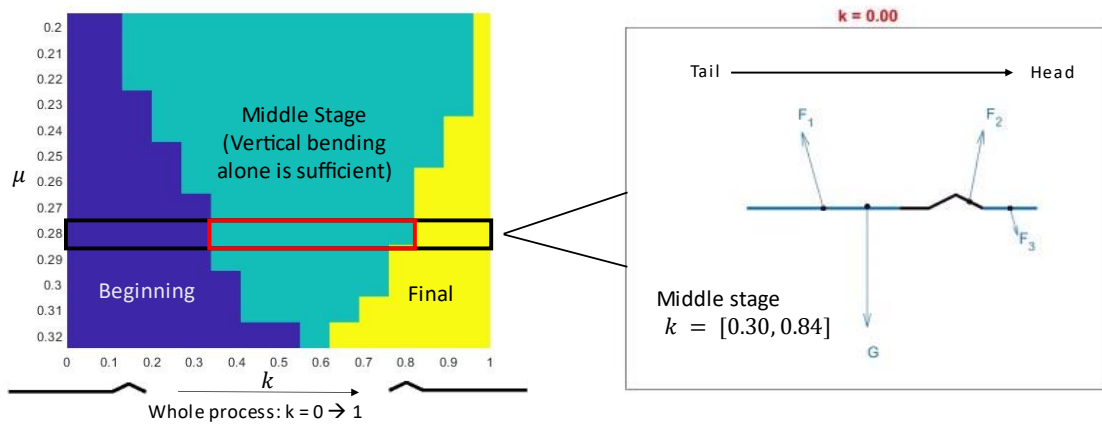 0.2
0.21
0.22
0.23
0.24
0.25
μ
0.26
0.27
0.28
0.29
0.3
0.31
0.32
Middle Stage
(Vertical bending
alone is sufficient)
Beginning
Final
0 0.1 0.2 0.3 0.4 0.5 0.6 0.7 0.8 0.9 1
k
Whole process: k = 0 → 1
k = 0.00
Tail Head
F1 F2
F3
G
Middle stage
k = [0.30, 0.84]